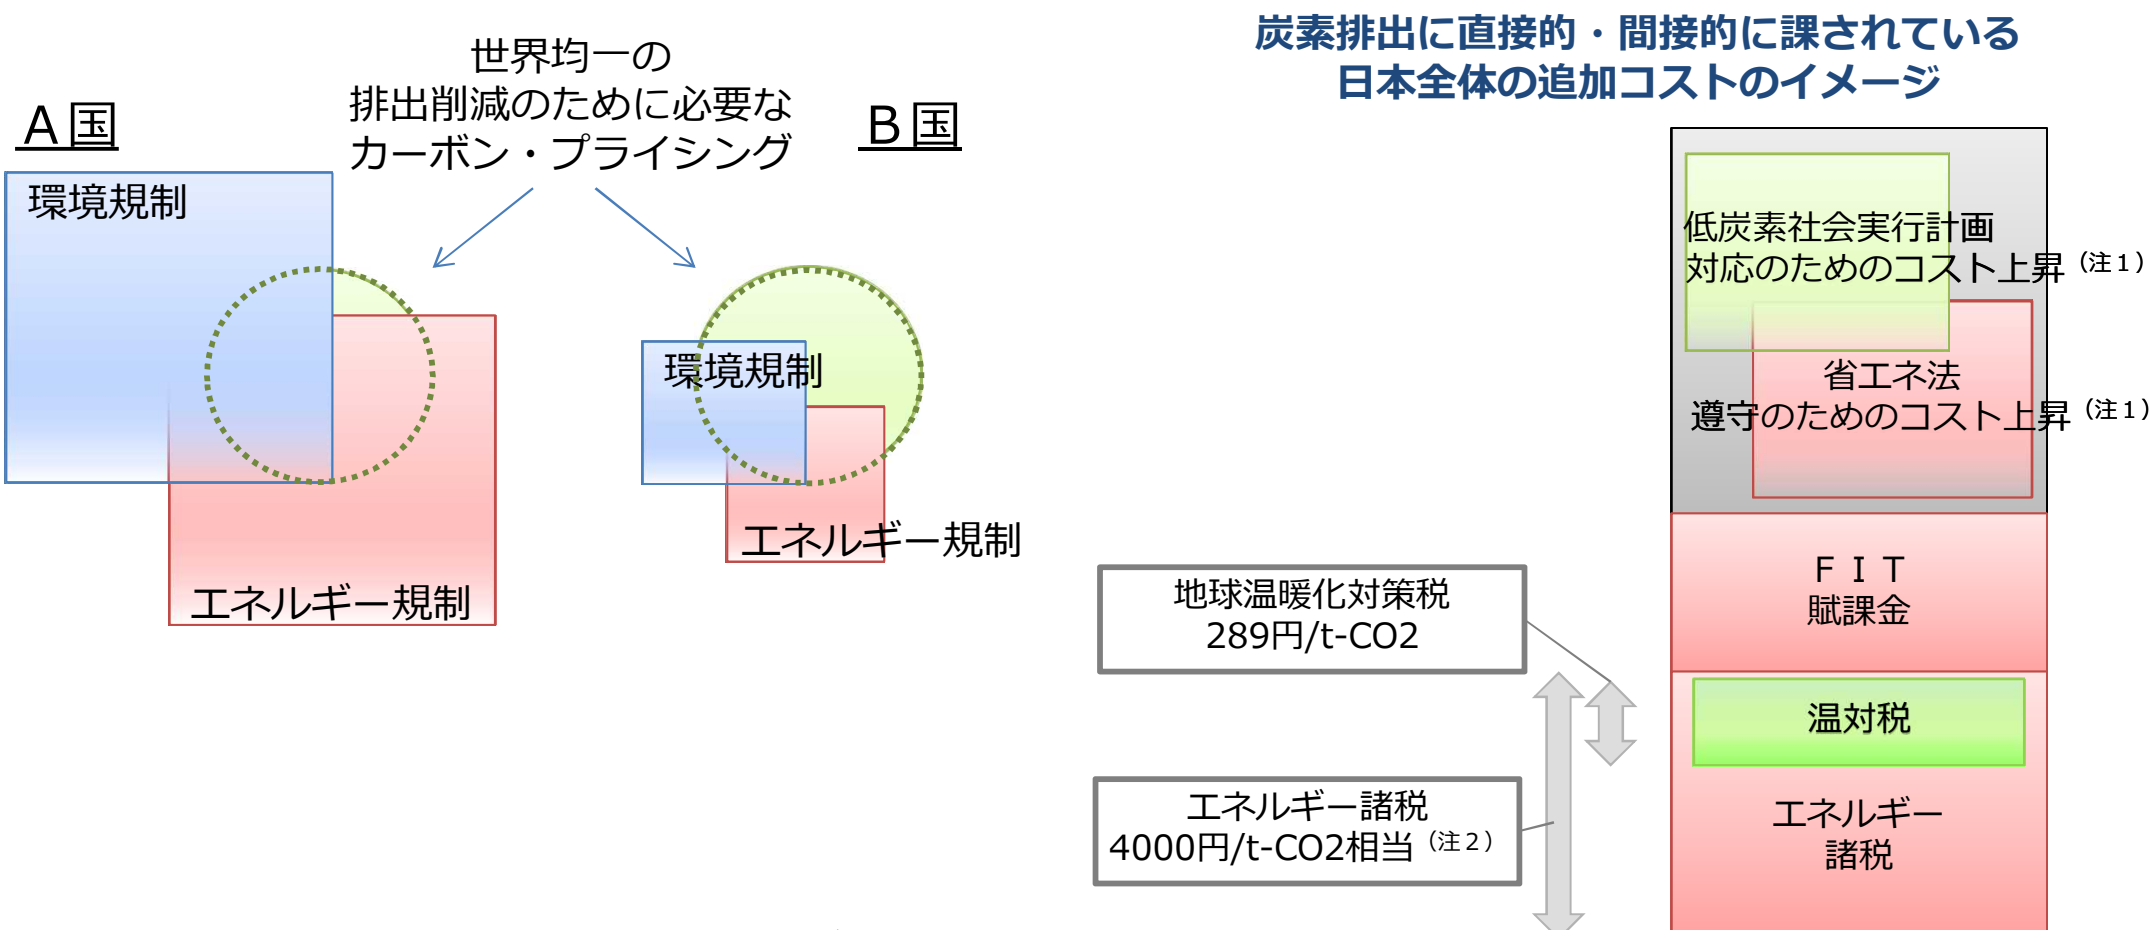 世界均一の
排出削減のために必要な
カーボン・プライシング
A国
B国
環境規制
エネルギー規制
環境規制
エネルギー規制
炭素排出に直接的・間接的に課されている
日本全体の追加コストのイメージ
低炭素社会実行計画
対応のためのコスト上昇（注１）
省エネ法
遵守のためのコスト上昇（注１）
ＦＩＴ
賦課金
地球温暖化対策税
289円/t-CO2
温対税
エネルギー諸税
4000円/t-CO2相当（注２）
エネルギー
諸税